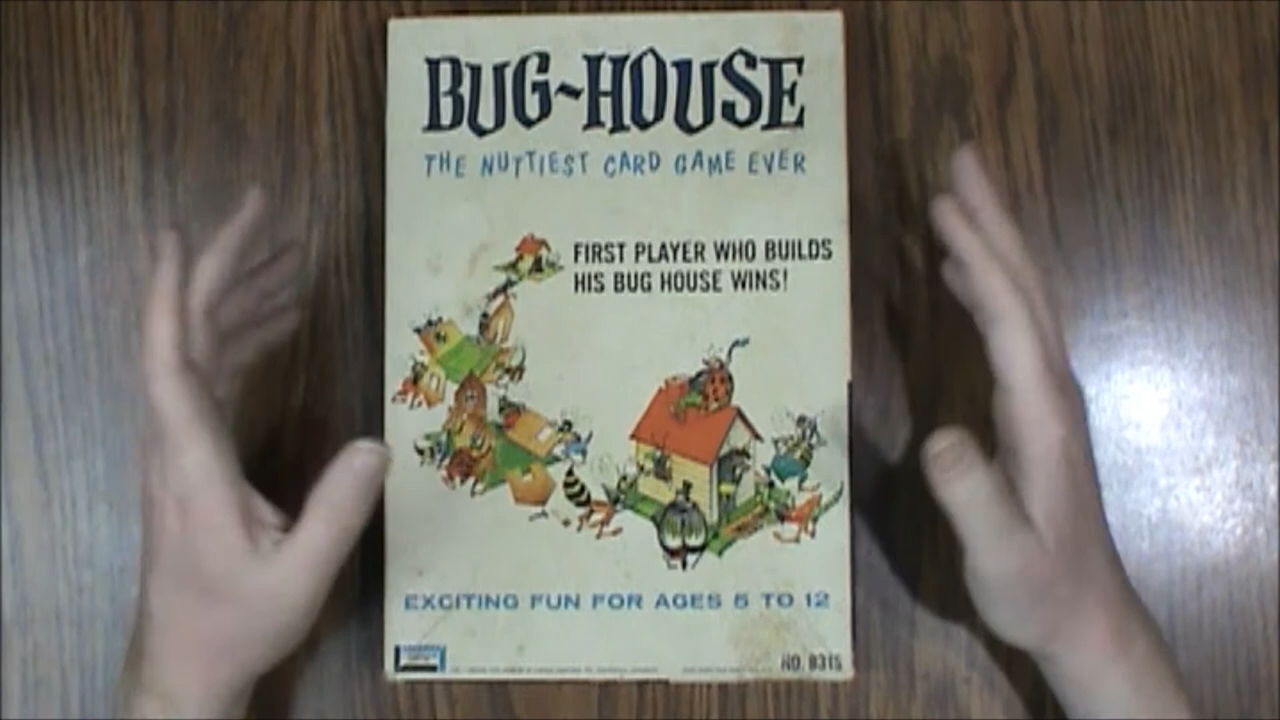 BUG-HOUSE
THE NUTTIEST CARD GAME EVER
FIRST PLAYER WHO BUILDS
HIS BUG HOUSE WINS!
EXCITING FUN FOR AGES 5 TO 12
NO. 8315